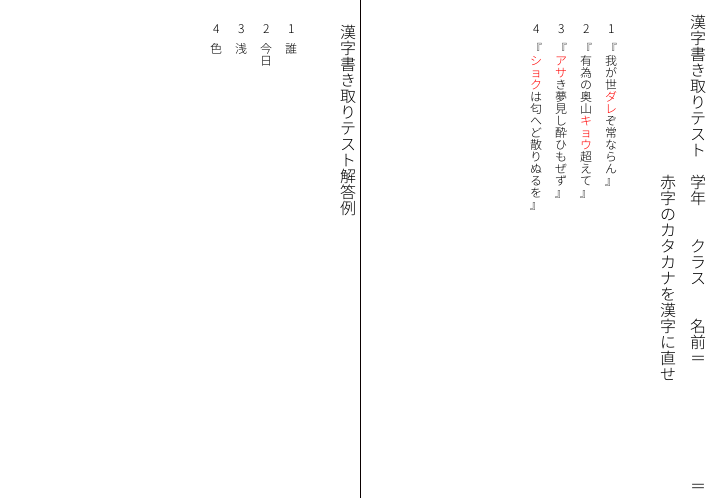 漢字書き取りテスト　学年　　クラス　　名前＝　　　　　　　＝
赤字のカタカナを漢字に直せ
1 『我が世ダレぞ常ならん』
2 『有為の奥山キョウ超えて』
3 『アサき夢見し酔ひもせず』
4 『ショクは匂へど散りぬるを』
漢字書き取りテスト解答例
1 誰
2 今日
3 浅
4 色